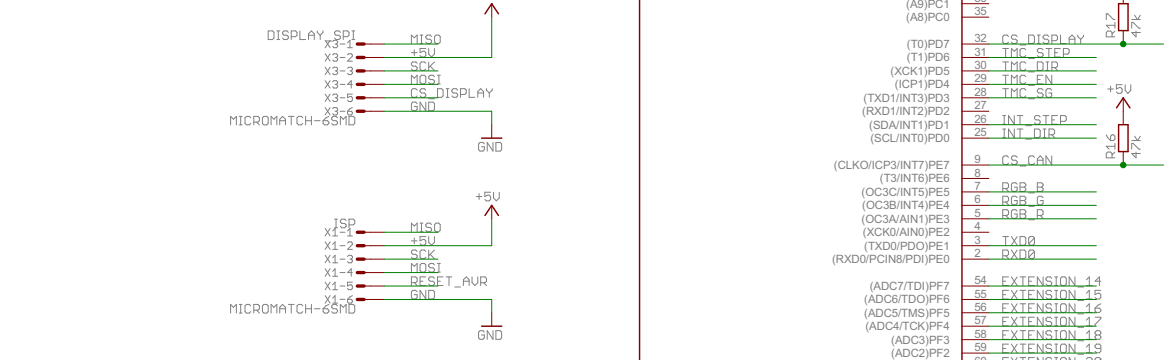 DISPLAY_SPI
X3-1 MISO
X3-2 +5V
X3-3 SCK
X3-4 MOSI
X3-5 CS_DISPLAY
X3-6 GND
MICROMATCH-6SMD
GND
+5V
ISP
X1-1 MISO
X1-2 +5V
X1-3 SCK
X1-4 MOSI
X1-5 RESET_AVR
X1-6 GND
MICROMATCH-6SMD
GND
(A9)PC1
(A8)PC0 35
(T0)PD7 32 CS_DISPLAY
(T1)PD6 31 TMC_STEP
(XCK1)PD5 30 TMC_DIR
(ICP1)PD4 29 TMC_EN
(TXD1/INT3)PD3 28 TMC_SG
(RXD1/INT2)PD2 27
(SDA/INT1)PD1 26 INT_STEP
(SCL/INT0)PD0 25 INT_DIR
(CLKO/ICP3/INT7)PE7 9 CS_CAN
(T3/INT6)PE6 8
(OC3C/INT5)PE5 7 RGB_B
(OC3B/INT4)PE4 6 RGB_G
(OC3A/AIN1)PE3 5 RGB_R
(XCK0/AIN0)PE2 4
(TXD0/PDO)PE1 3 TXD0
(RXD0/PCIN8/PDI)PE0 2 RXD0
(ADC7/TDI)PF7 54 EXTENSION_14
(ADC6/TDO)PF6 55 EXTENSION_15
(ADC5/TMS)PF5 56 EXTENSION_16
(ADC4/TCK)PF4 57 EXTENSION_17
(ADC3)PF3 58 EXTENSION_18
(ADC2)PF2 59 EXTENSION_19
R17 47k
+5V
R16 47k